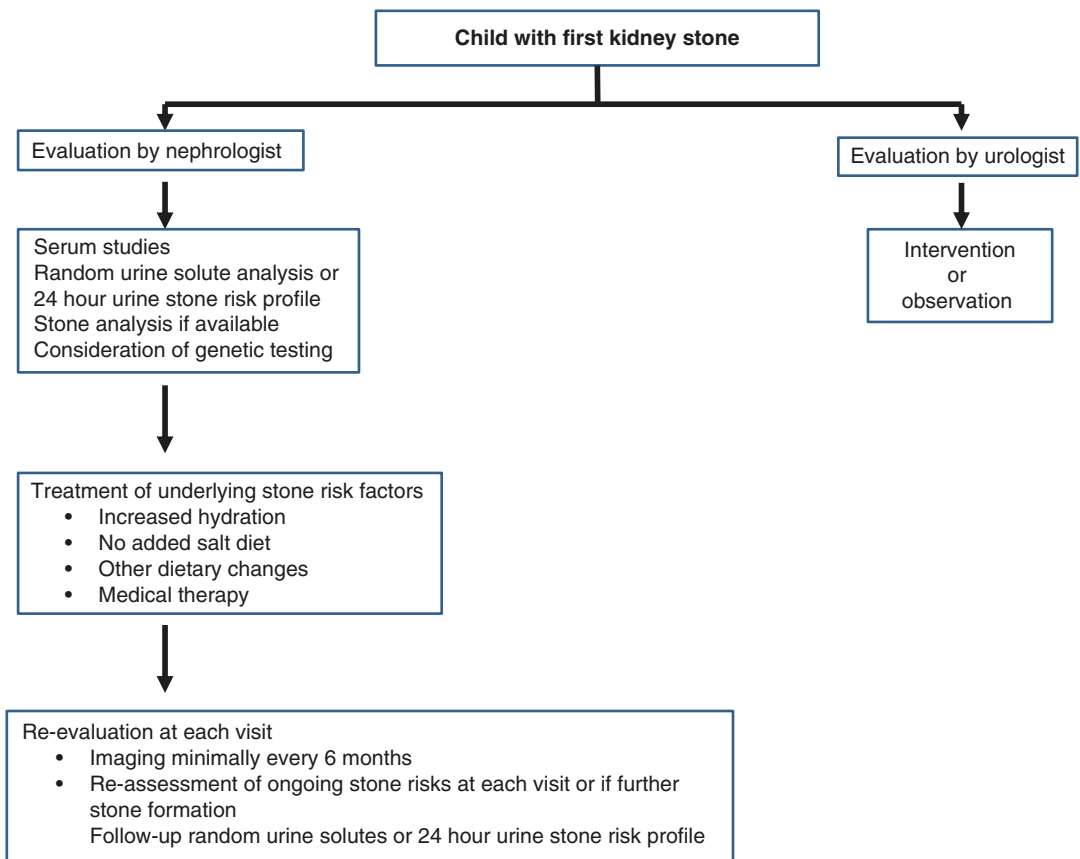 Child with first kidney stone
Evaluation by nephrologist
Evaluation by urologist
Serum studies
Random urine solute analysis or
24 hour urine stone risk profile
Stone analysis if available
Consideration of genetic testing
Intervention
or
observation
Treatment of underlying stone risk factors
• Increased hydration
• No added salt diet
• Other dietary changes
• Medical therapy
Re-evaluation at each visit
• Imaging minimally every 6 months
• Re-assessment of ongoing stone risks at each visit or if further
stone formation
Follow-up random urine solutes or 24 hour urine stone risk profile